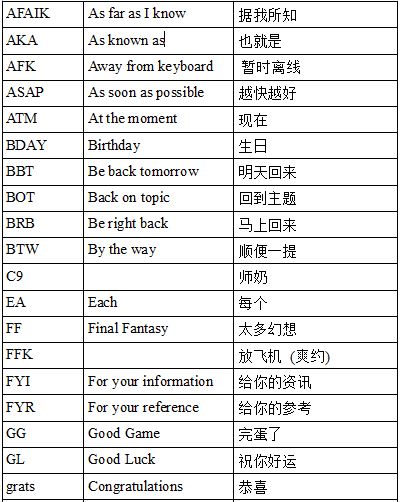 AFAIK As far as I know 据我所知
AKA As known as 也就是
AFK Away from keyboard 暂时离线
ASAP As soon as possible 越快越好
ATM At the moment 现在
BDAY Birthday 生日
BBT Be back tomorrow 明天回来
BOT Back on topic 回到主题
BRB Be right back 马上回来
BTW By the way 顺便一提
C9 师奶
EA Each 每个
FF Final Fantasy 太多幻想
FFK 放飞机 (爽约)
FYI For your information 给你的资讯
FYR For your reference 给你的参考
GG Good Game 完蛋了
GL Good Luck 祝你好运
grats Congratulations 恭喜